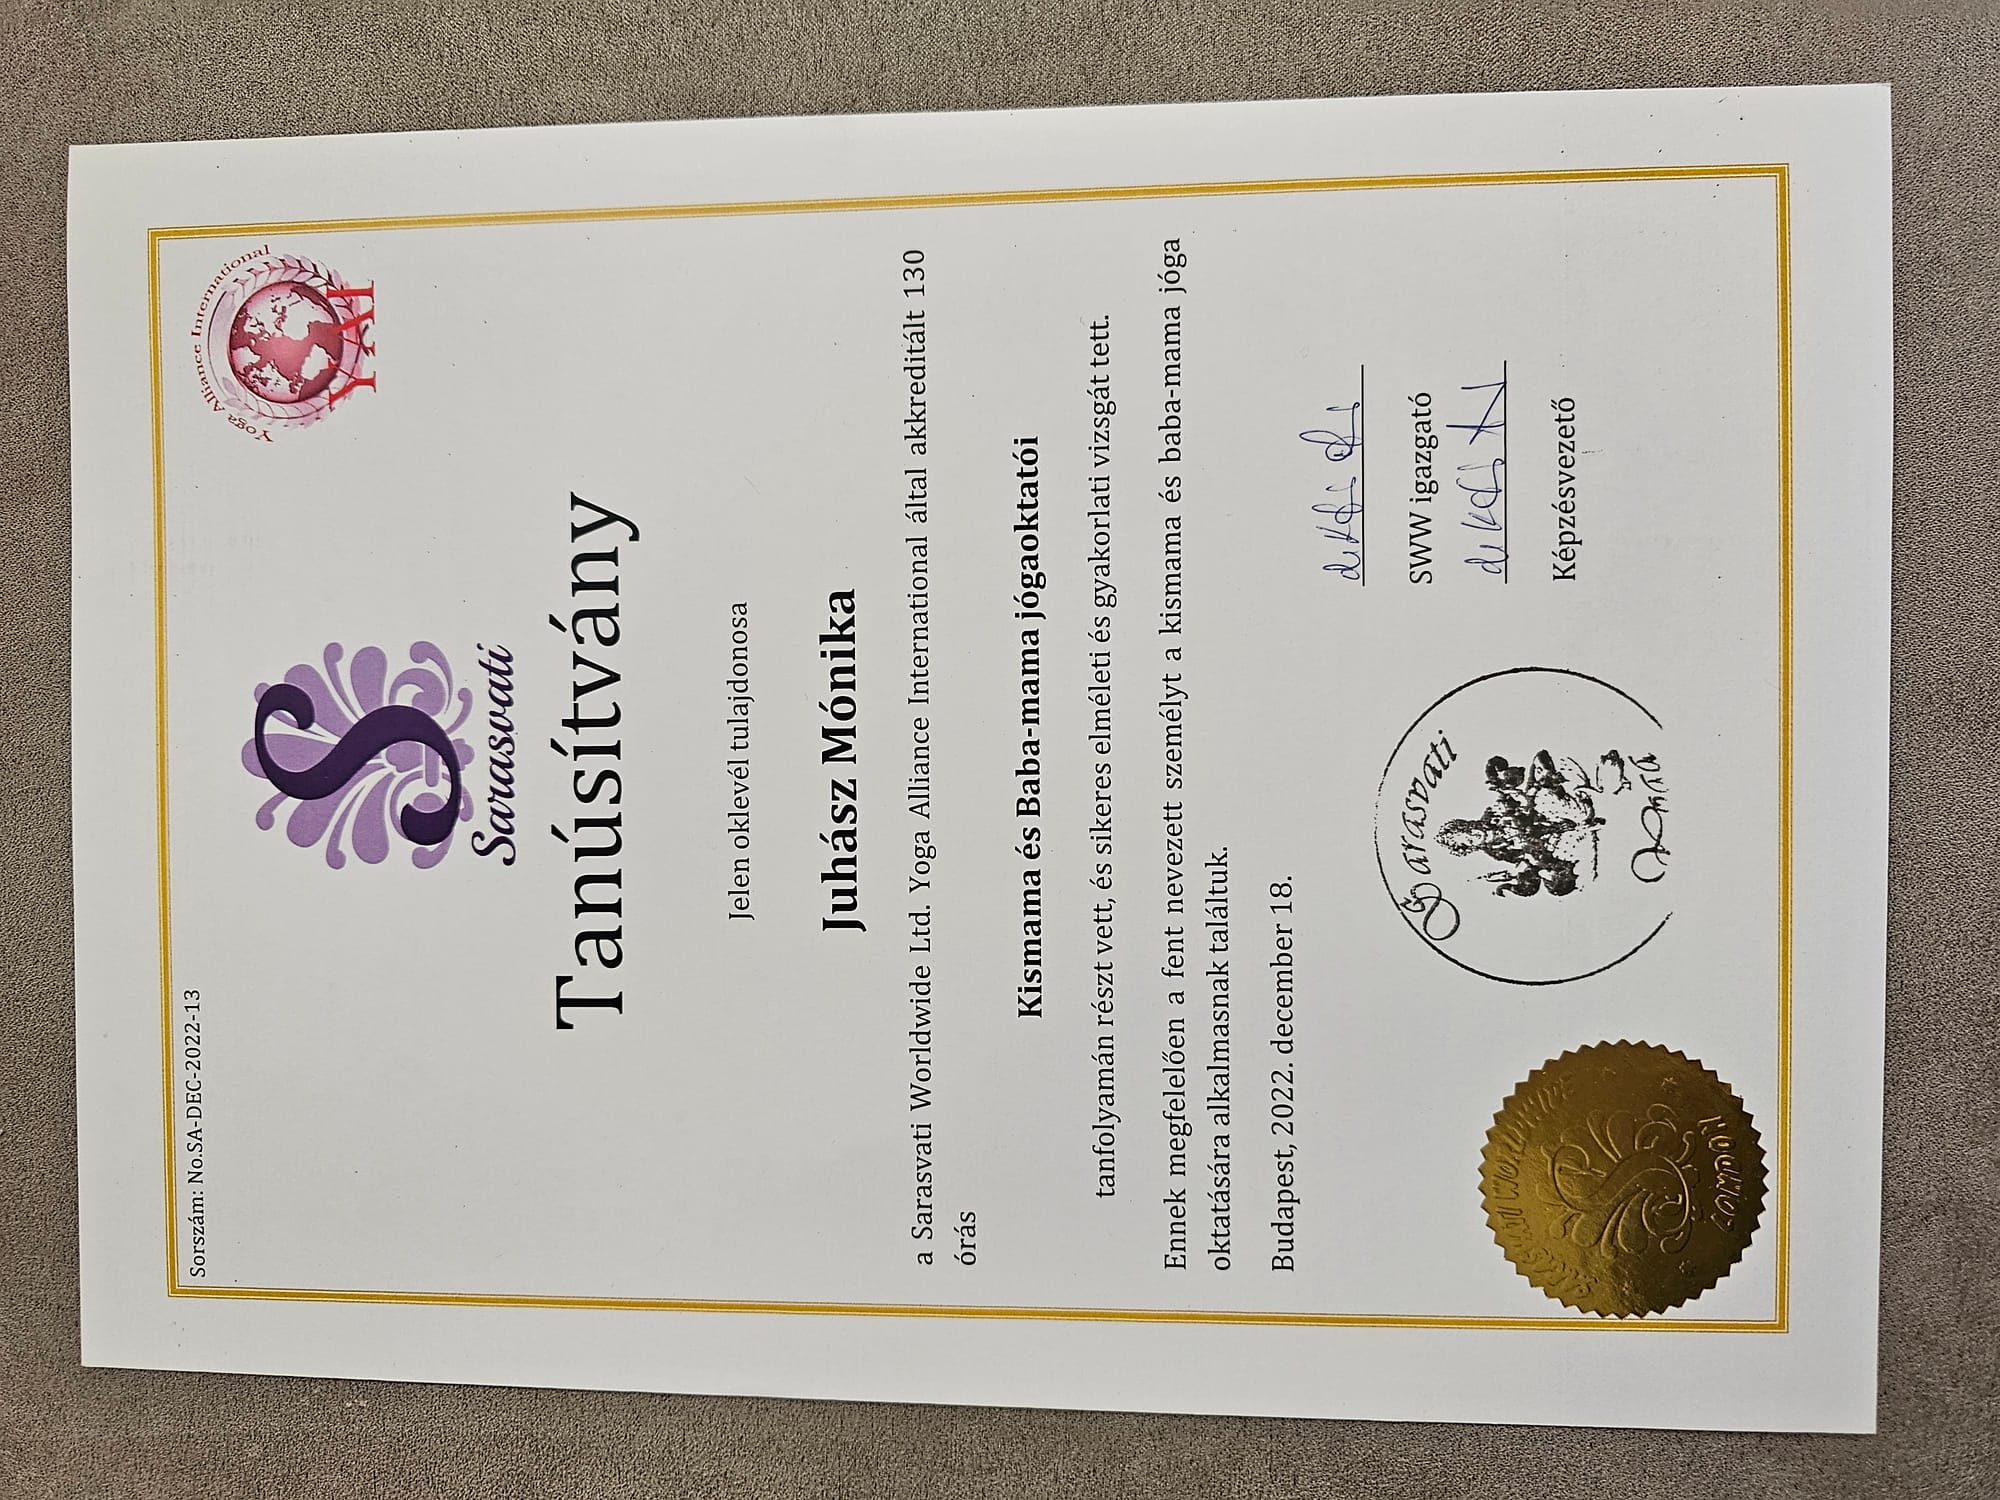 Sorszám: No.SA-DEC-2022-13
Yoga Alliance International
YAI
S
Sarasvati
Tanúsítvány
Jelen oklevél tulajdonosa
Juhász Mónika
a Sarasvati Worldwide Ltd. Yoga Alliance International által akkreditált 130
órás
Kismama és Baba-mama jógaoktatói
tanfolyamán részt vett, és sikeres elméleti és gyakorlati vizsgát tett.
Ennek megfelelően a fent nevezett személyt a kismama és baba-mama jóga
oktatására alkalmasnak találtuk.
Budapest, 2022. december 18.
SWW igazgató
Képzésvezető
Sarasvati
WORLDWIDE
LONDON